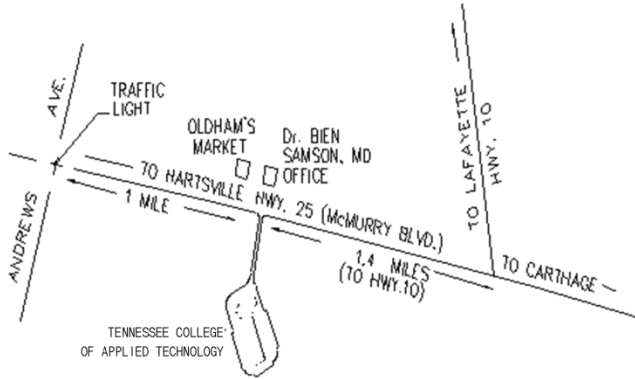 AVE.
TRAFFIC
LIGHT
OLDHAM'S
MARKET
Dr. BIEN
SAMSON, MD
OFFICE
TO LAFAYETTE
HWY. 10
TO HARTSVILLE HWY. 25 (McMURRY BLVD.)
1 MILE
ANDREWS
1.4 MILES
(TO HWY.10)
TO CARTHAGE
TENNESSEE COLLEGE
OF APPLIED TECHNOLOGY